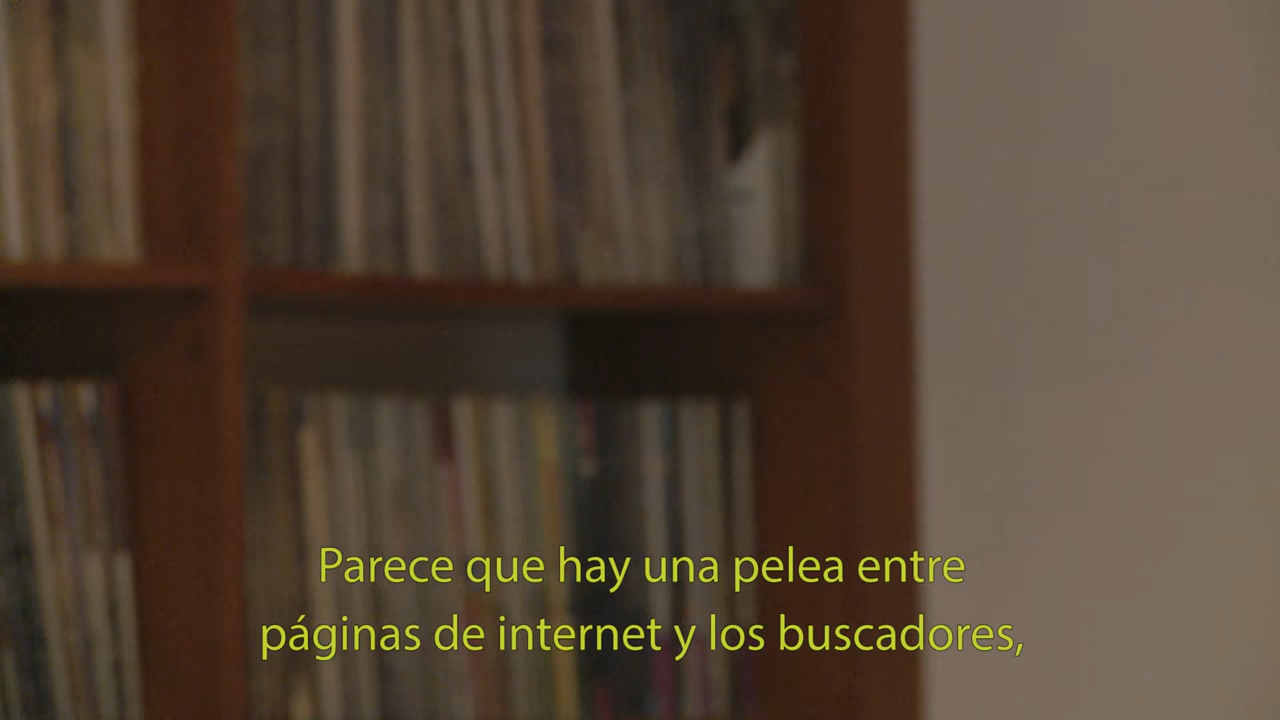 Parece que hay una pelea entre
páginas de internet y los buscadores,